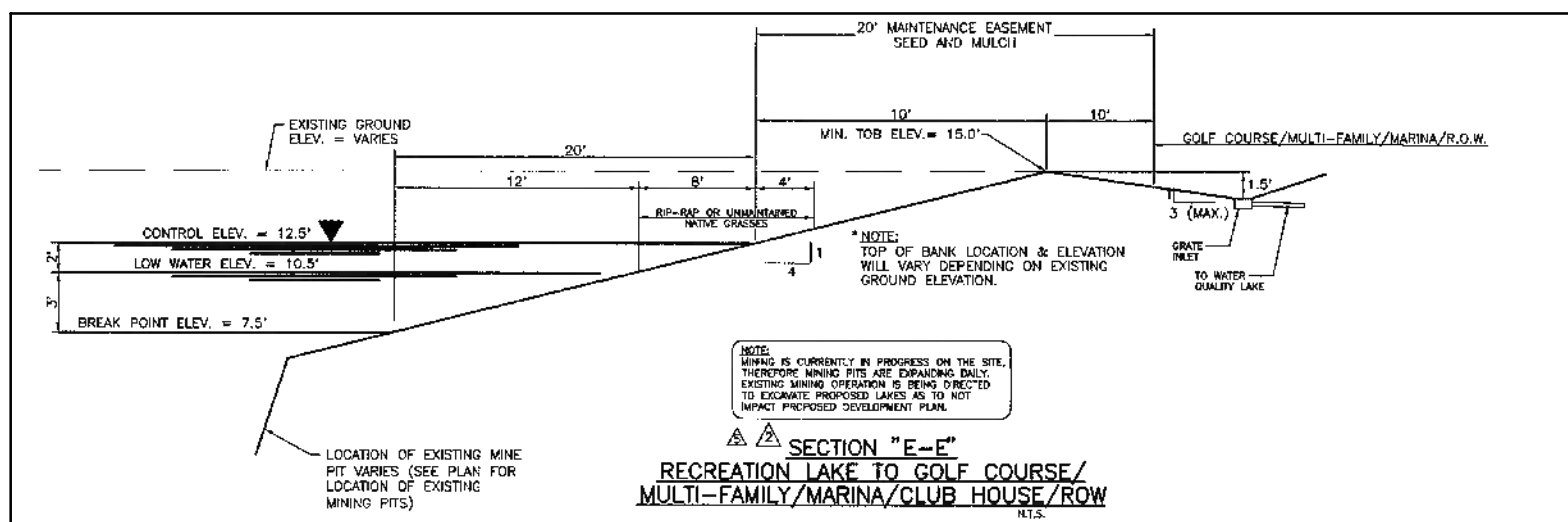 20' MAINTENANCE EASEMENT
SEED AND MULCH
10'
10'
EXISTING GROUND
ELEV. = VARIES
MIN. TOB ELEV.= 15.0'
GOLF COURSE/MULTI-FAMILY/MARINA/R.O.W.
20'
12'
8'
4'
1.5'
RIP-RAP OR UNMAINTAINED
NATIVE GRASSES
3 (MAX.)
CONTROL ELEV. = 12.5'
* NOTE:
TOP OF BANK LOCATION & ELEVATION
WILL VARY DEPENDING ON EXISTING
GROUND ELEVATION.
1
4
GRATE
INLET
TO WATER
QUALITY LAKE
2'
LOW WATER ELEV. = 10.5'
3'
BREAK POINT ELEV. = 7.5'
NOTE:
MINING IS CURRENTLY IN PROGRESS ON THE SITE,
THEREFORE MINING PITS ARE EXPANDING DAILY.
EXISTING MINING OPERATION IS BEING DIRECTED
TO EXCAVATE PROPOSED LAKES AS TO NOT
IMPACT PROPOSED DEVELOPMENT PLAN.
LOCATION OF EXISTING MINE
PIT VARIES (SEE PLAN FOR
LOCATION OF EXISTING
MINING PITS)
5 2 SECTION "E-E"
RECREATION LAKE TO GOLF COURSE/
MULTI-FAMILY/MARINA/CLUB HOUSE/ROW
N.T.S.